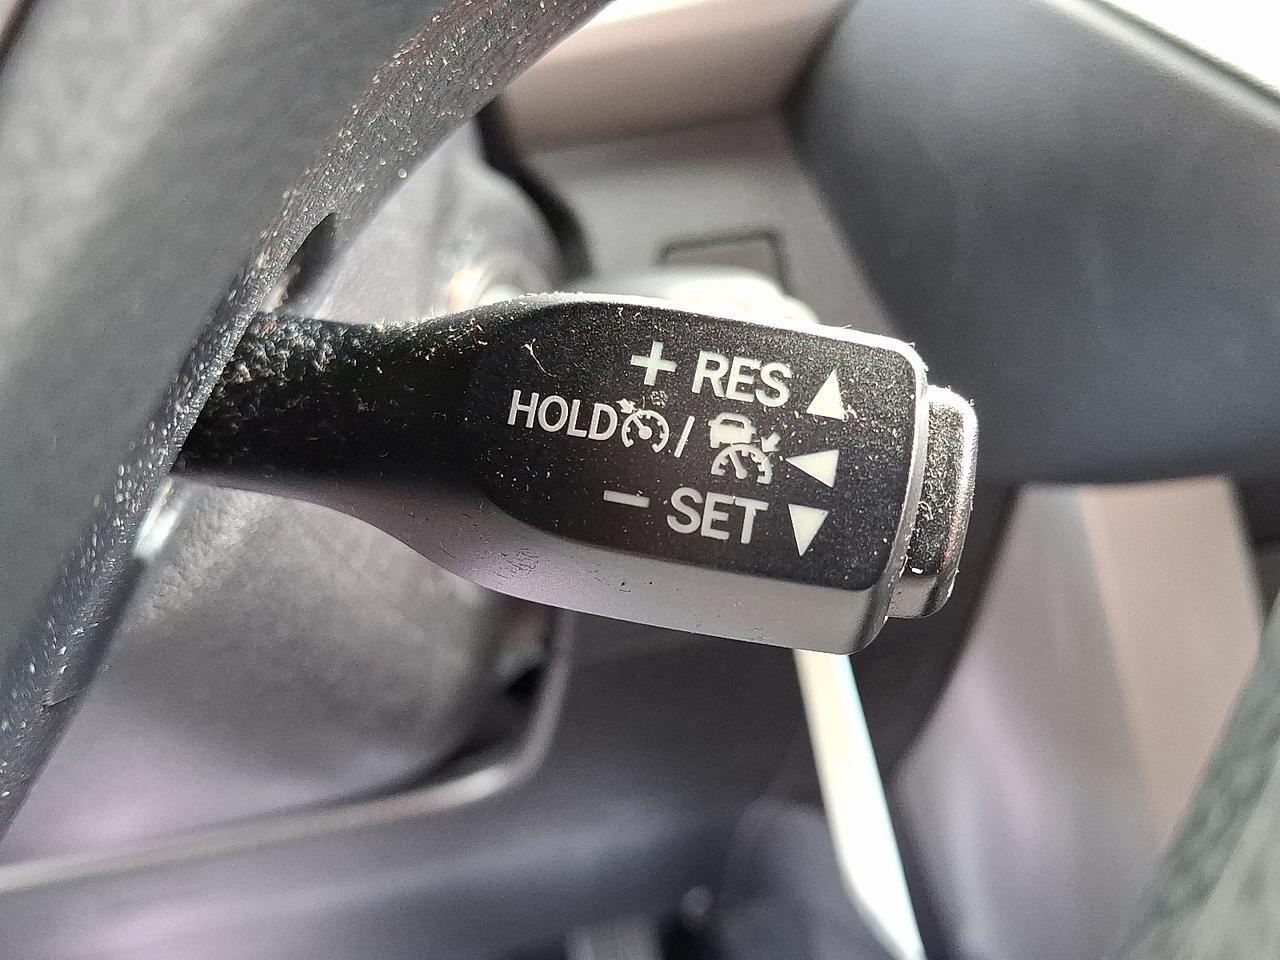 + RES ▲
HOLD / ◀
− SET ▼